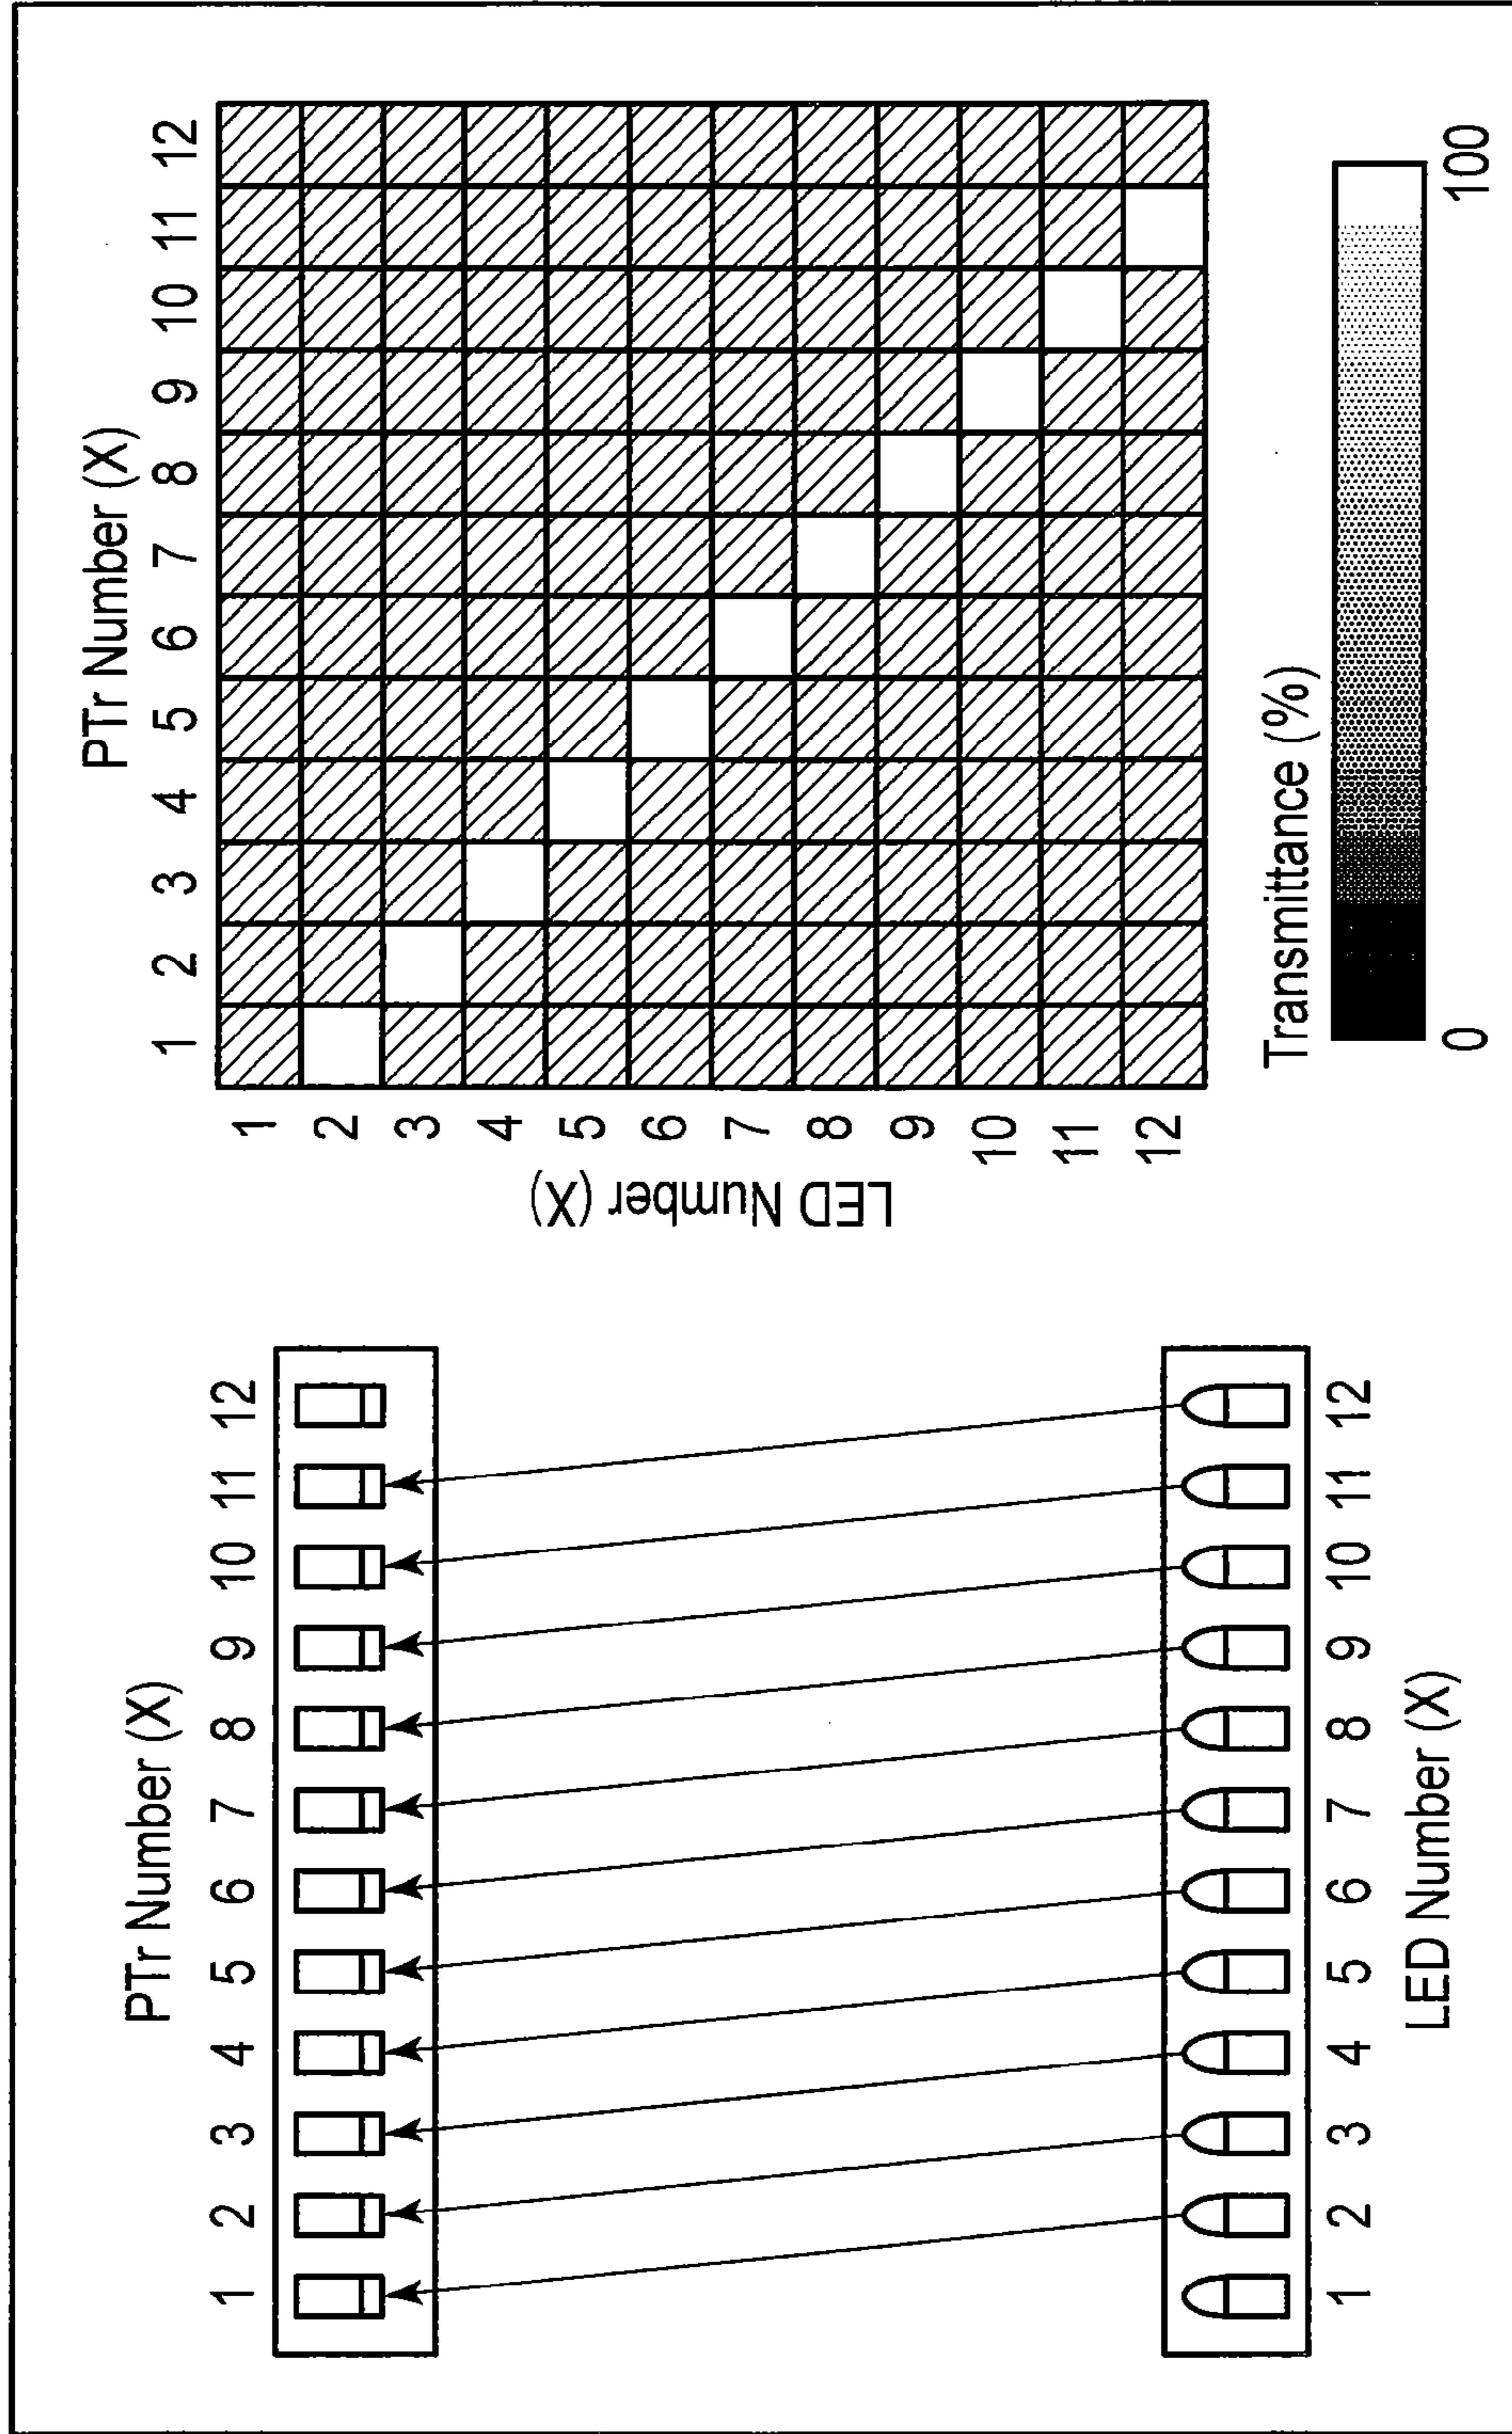 PTr Number (X)
1 2 3 4 5 6 7 8 9 10 11 12
1 2 3 4 5 6 7 8 9 10 11 12
LED Number (X)
PTr Number (X)
1 2 3 4 5 6 7 8 9 10 11 12
LED Number (X)
1
2
3
4
5
6
7
8
9
10
11
12
Transmittance (%)
0 100